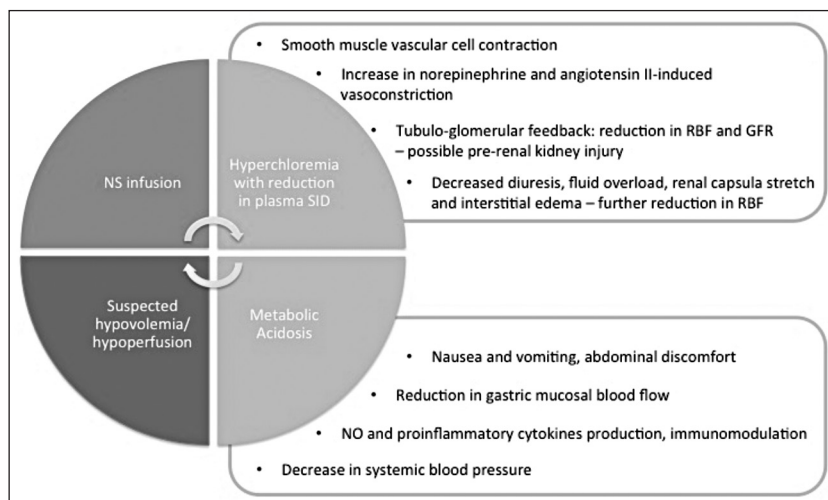 • Smooth muscle vascular cell contraction
• Increase in norepinephrine and angiotensin II-induced
vasoconstriction
• Tubulo-glomerular feedback: reduction in RBF and GFR
– possible pre-renal kidney injury
• Decreased diuresis, fluid overload, renal capsula stretch
and interstitial edema – further reduction in RBF
NS infusion
Hyperchloremia
with reduction
in plasma SID
Suspected
hypovolemia/
hypoperfusion
Metabolic
Acidosis
• Nausea and vomiting, abdominal discomfort
• Reduction in gastric mucosal blood flow
• NO and proinflammatory cytokines production, immunomodulation
• Decrease in systemic blood pressure